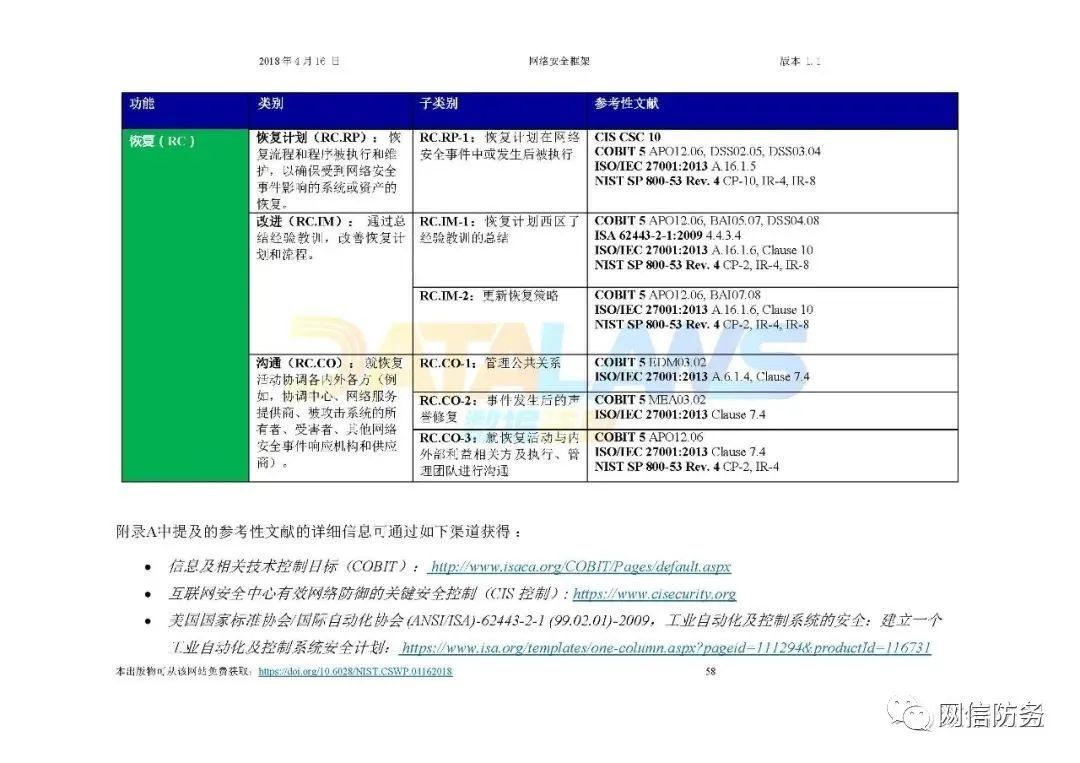 2018年4月16日 网络安全框架 版本 1.1
功能 类别 子类别 参考性文献
恢复（RC）
恢复计划（RC.RP）：恢
复流程和程序被执行和维
护，以确保受到网络安全
事件影响的系统或资产的
恢复。
RC.RP-1：恢复计划在网络
安全事件中或发生后被执行
CIS CSC 10
COBIT 5 APO12.06, DSS02.05, DSS03.04
ISO/IEC 27001:2013 A.16.1.5
NIST SP 800-53 Rev. 4 CP-10, IR-4, IR-8
改进（RC.IM）：通过总
结经验教训，改善恢复计
划和流程。
RC.IM-1：恢复计划西区了
经验教训的总结
COBIT 5 APO12.06, BAI05.07, DSS04.08
ISA 62443-2-1:2009 4.4.3.4
ISO/IEC 27001:2013 A.16.1.6, Clause 10
NIST SP 800-53 Rev. 4 CP-2, IR-4, IR-8
RC.IM-2：更新恢复策略
COBIT 5 APO12.06, BAI07.08
ISO/IEC 27001:2013 A.16.1.6, Clause 10
NIST SP 800-53 Rev. 4 CP-2, IR-4, IR-8
沟通（RC.CO）：就恢复
活动协调各内外各方（例
如，协调中心、网络服务
提供商、被攻击系统的所
有者、受害者、其他网络
安全事件响应机构和供应
商）。
RC.CO-1：管理公共关系
COBIT 5 EDM03.02
ISO/IEC 27001:2013 A.6.1.4, Clause 7.4
RC.CO-2：事件发生后的声
誉修复
COBIT 5 MEA03.02
ISO/IEC 27001:2013 Clause 7.4
RC.CO-3：就恢复活动与内
外部利益相关方及执行、管
理团队进行沟通
COBIT 5 APO12.06
ISO/IEC 27001:2013 Clause 7.4
NIST SP 800-53 Rev. 4 CP-2, IR-4
DATALAWS
数据
附录A中提及的参考性文献的详细信息可通过如下渠道获得：
• 信息及相关技术控制目标（COBIT）：http://www.isaca.org/COBIT/Pages/default.aspx
• 互联网安全中心有效网络防御的关键安全控制（CIS 控制）: https://www.cisecurity.org
• 美国国家标准协会/国际自动化协会 (ANSI/ISA)-62443-2-1 (99.02.01)-2009，工业自动化及控制系统的安全：建立一个
工业自动化及控制系统安全计划：https://www.isa.org/templates/one-column.aspx?pageid=111294&productId=116731
本出版物可从该网站免费获取：https://doi.org/10.6028/NIST.CSWP.04162018 58
网信防务